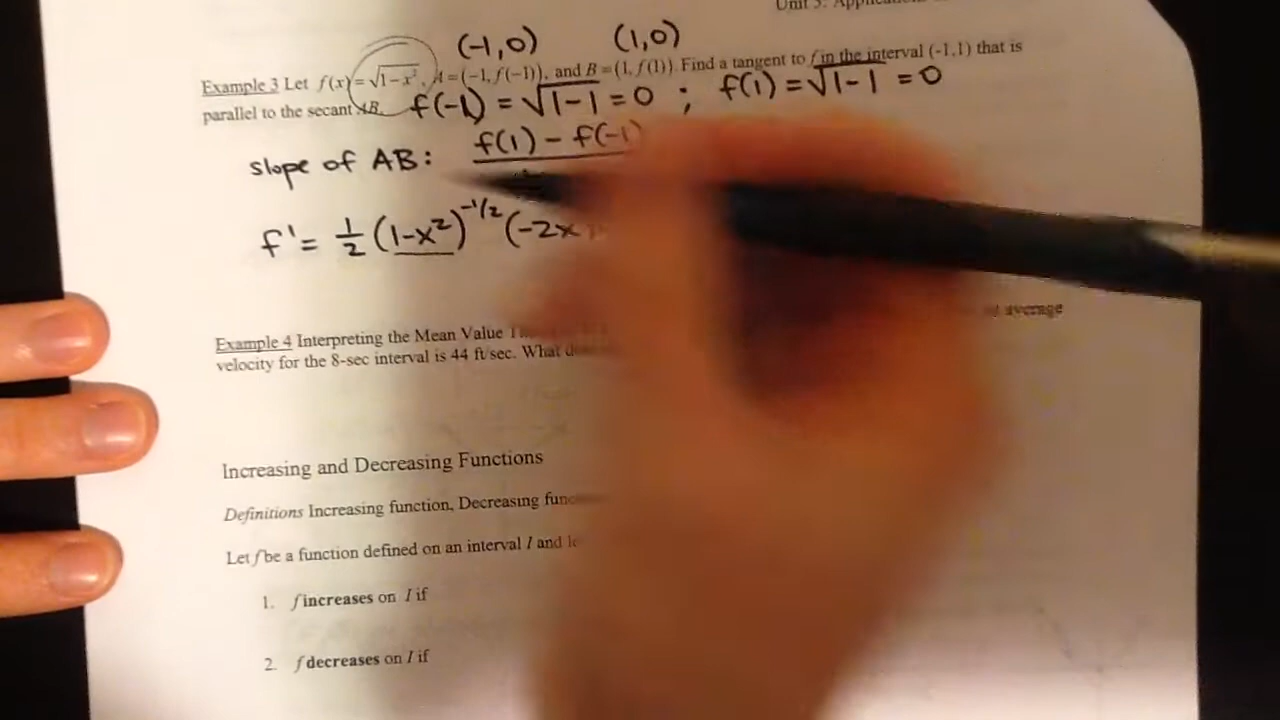 Unit 5: Applications
(-1,0) (1,0)
Example 3 Let f(x)=√1-x², A=(-1,f(-1)), and B=(1,f(1)). Find a tangent to f in the interval (-1,1) that is
parallel to the secant AB. f(-1) = √1-1 = 0 ; f(1) = √1-1 = 0
slope of AB: f(1) - f(-1)
f' = 1/2 (1-x²)^-1/2 (-2x
Example 4 Interpreting the Mean Value average
velocity for the 8-sec interval is 44 ft/sec. What
Increasing and Decreasing Functions
Definitions Increasing function, Decreasing
Let f be a function defined on an interval I and
1. f increases on I if
2. f decreases on I if